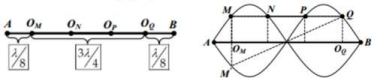 A O_M O_N O_P O_Q B
λ/8 3λ/4 λ/8
M N P Q
A O_M O_Q B
M